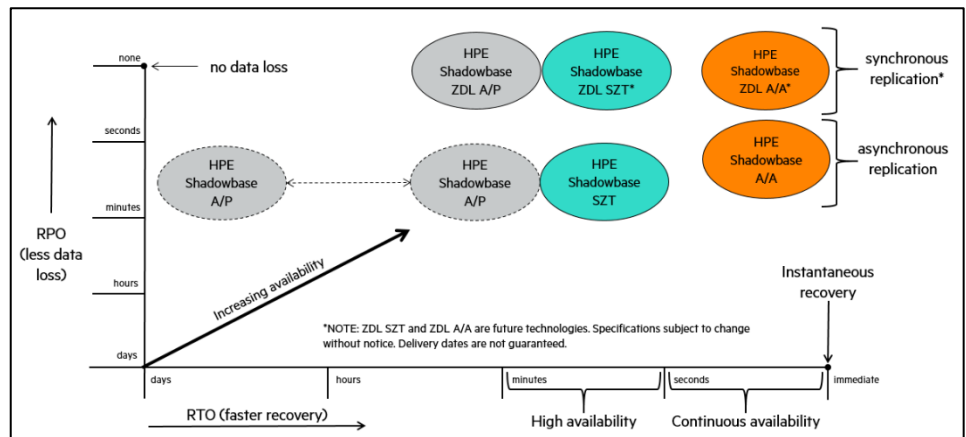 none
no data loss
HPE
Shadowbase
ZDL A/P
HPE
Shadowbase
ZDL SZT*
HPE
Shadowbase
ZDL A/A*
synchronous
replication*
seconds
HPE
Shadowbase
A/P
HPE
Shadowbase
A/P
HPE
Shadowbase
SZT
HPE
Shadowbase
A/A
asynchronous
replication
minutes
RPO
(less data
loss)
Increasing availability
hours
Instantaneous
recovery
*NOTE: ZDL SZT and ZDL A/A are future technologies. Specifications subject to change
without notice. Delivery dates are not guaranteed.
days
days
hours
minutes
seconds
immediate
RTO (faster recovery)
High availability
Continuous availability